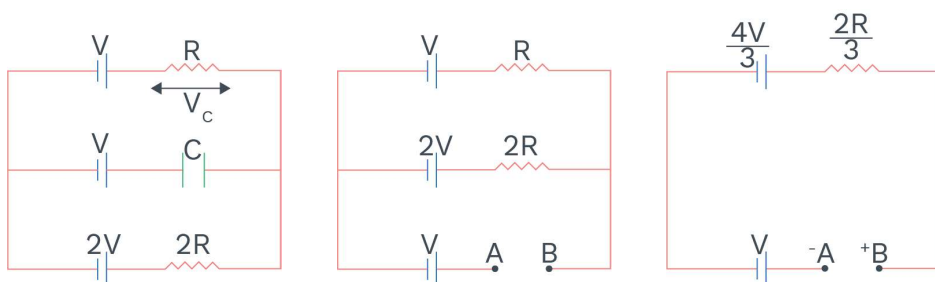 V R
V_C
V C
2V 2R
V R
2V 2R
V A B
4V/3 2R/3
V -A +B